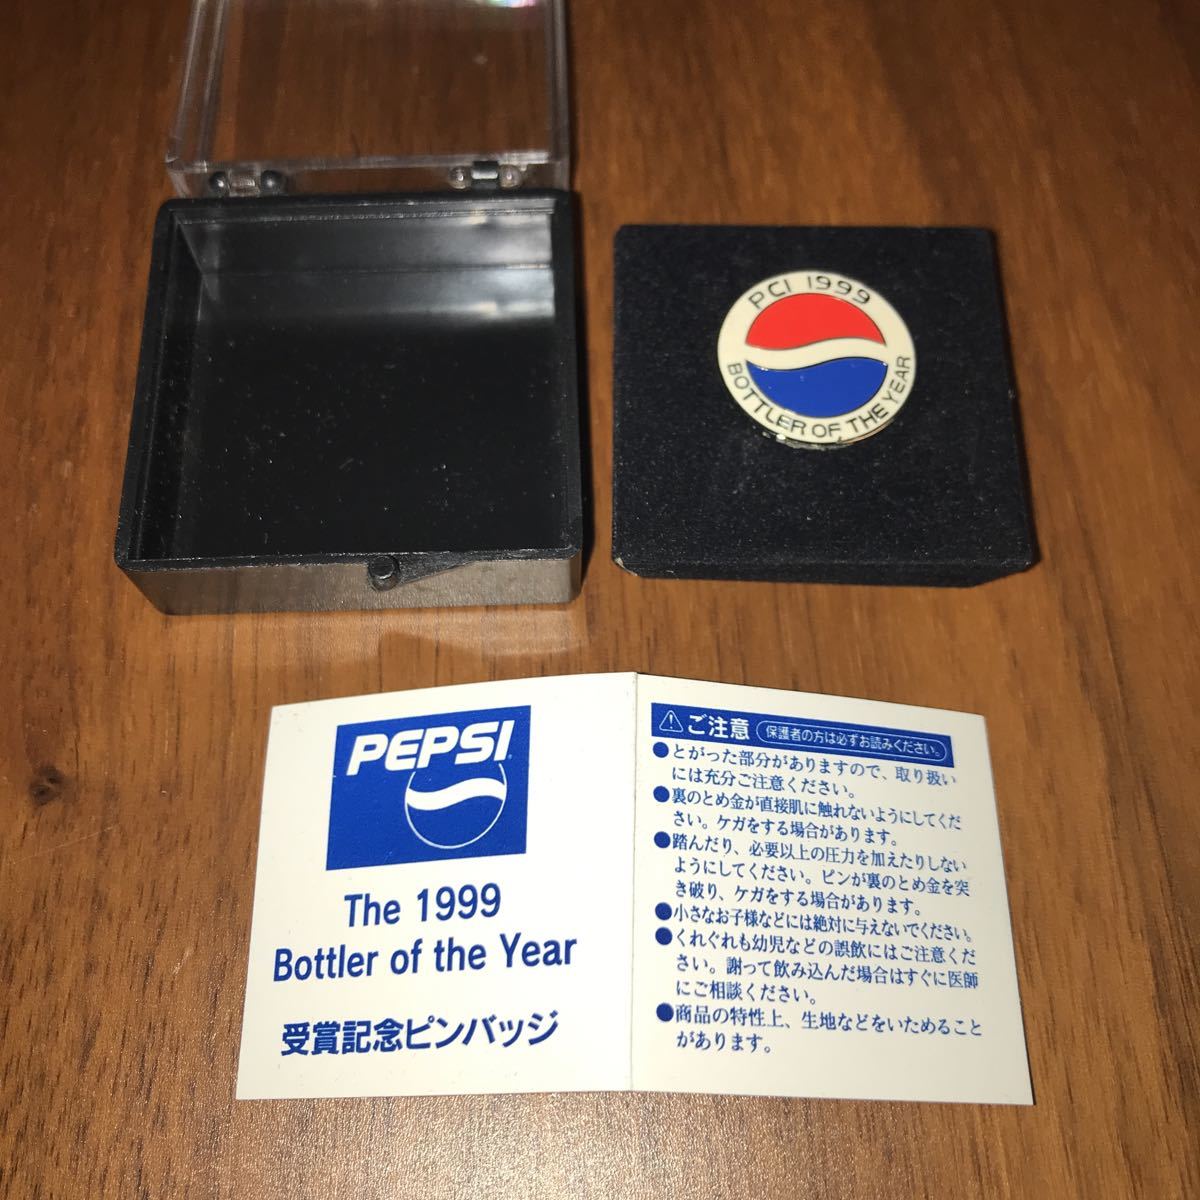 PCI 1999
BOTTLER OF THE YEAR
PEPSI
The 1999
Bottler of the Year
受賞記念ピンバッジ
ご注意 保護者の方は必ずお読みください。
●とがった部分がありますので、取り扱い
には充分ご注意ください。
●裏のとめ金が直接肌に触れないようにしてくだ
さい。ケガをする場合があります。
●踏んだり、必要以上の圧力を加えたりしない
ようにしてください。ピンが裏のとめ金を突
き破り、ケガをする場合があります。
●小さなお子様などには絶対に与えないでください。
●くれぐれも幼児などの誤飲にはご注意くだ
さい。謝って飲み込んだ場合はすぐに医師
にご相談ください。
●商品の特性上、生地などをいためること
があります。